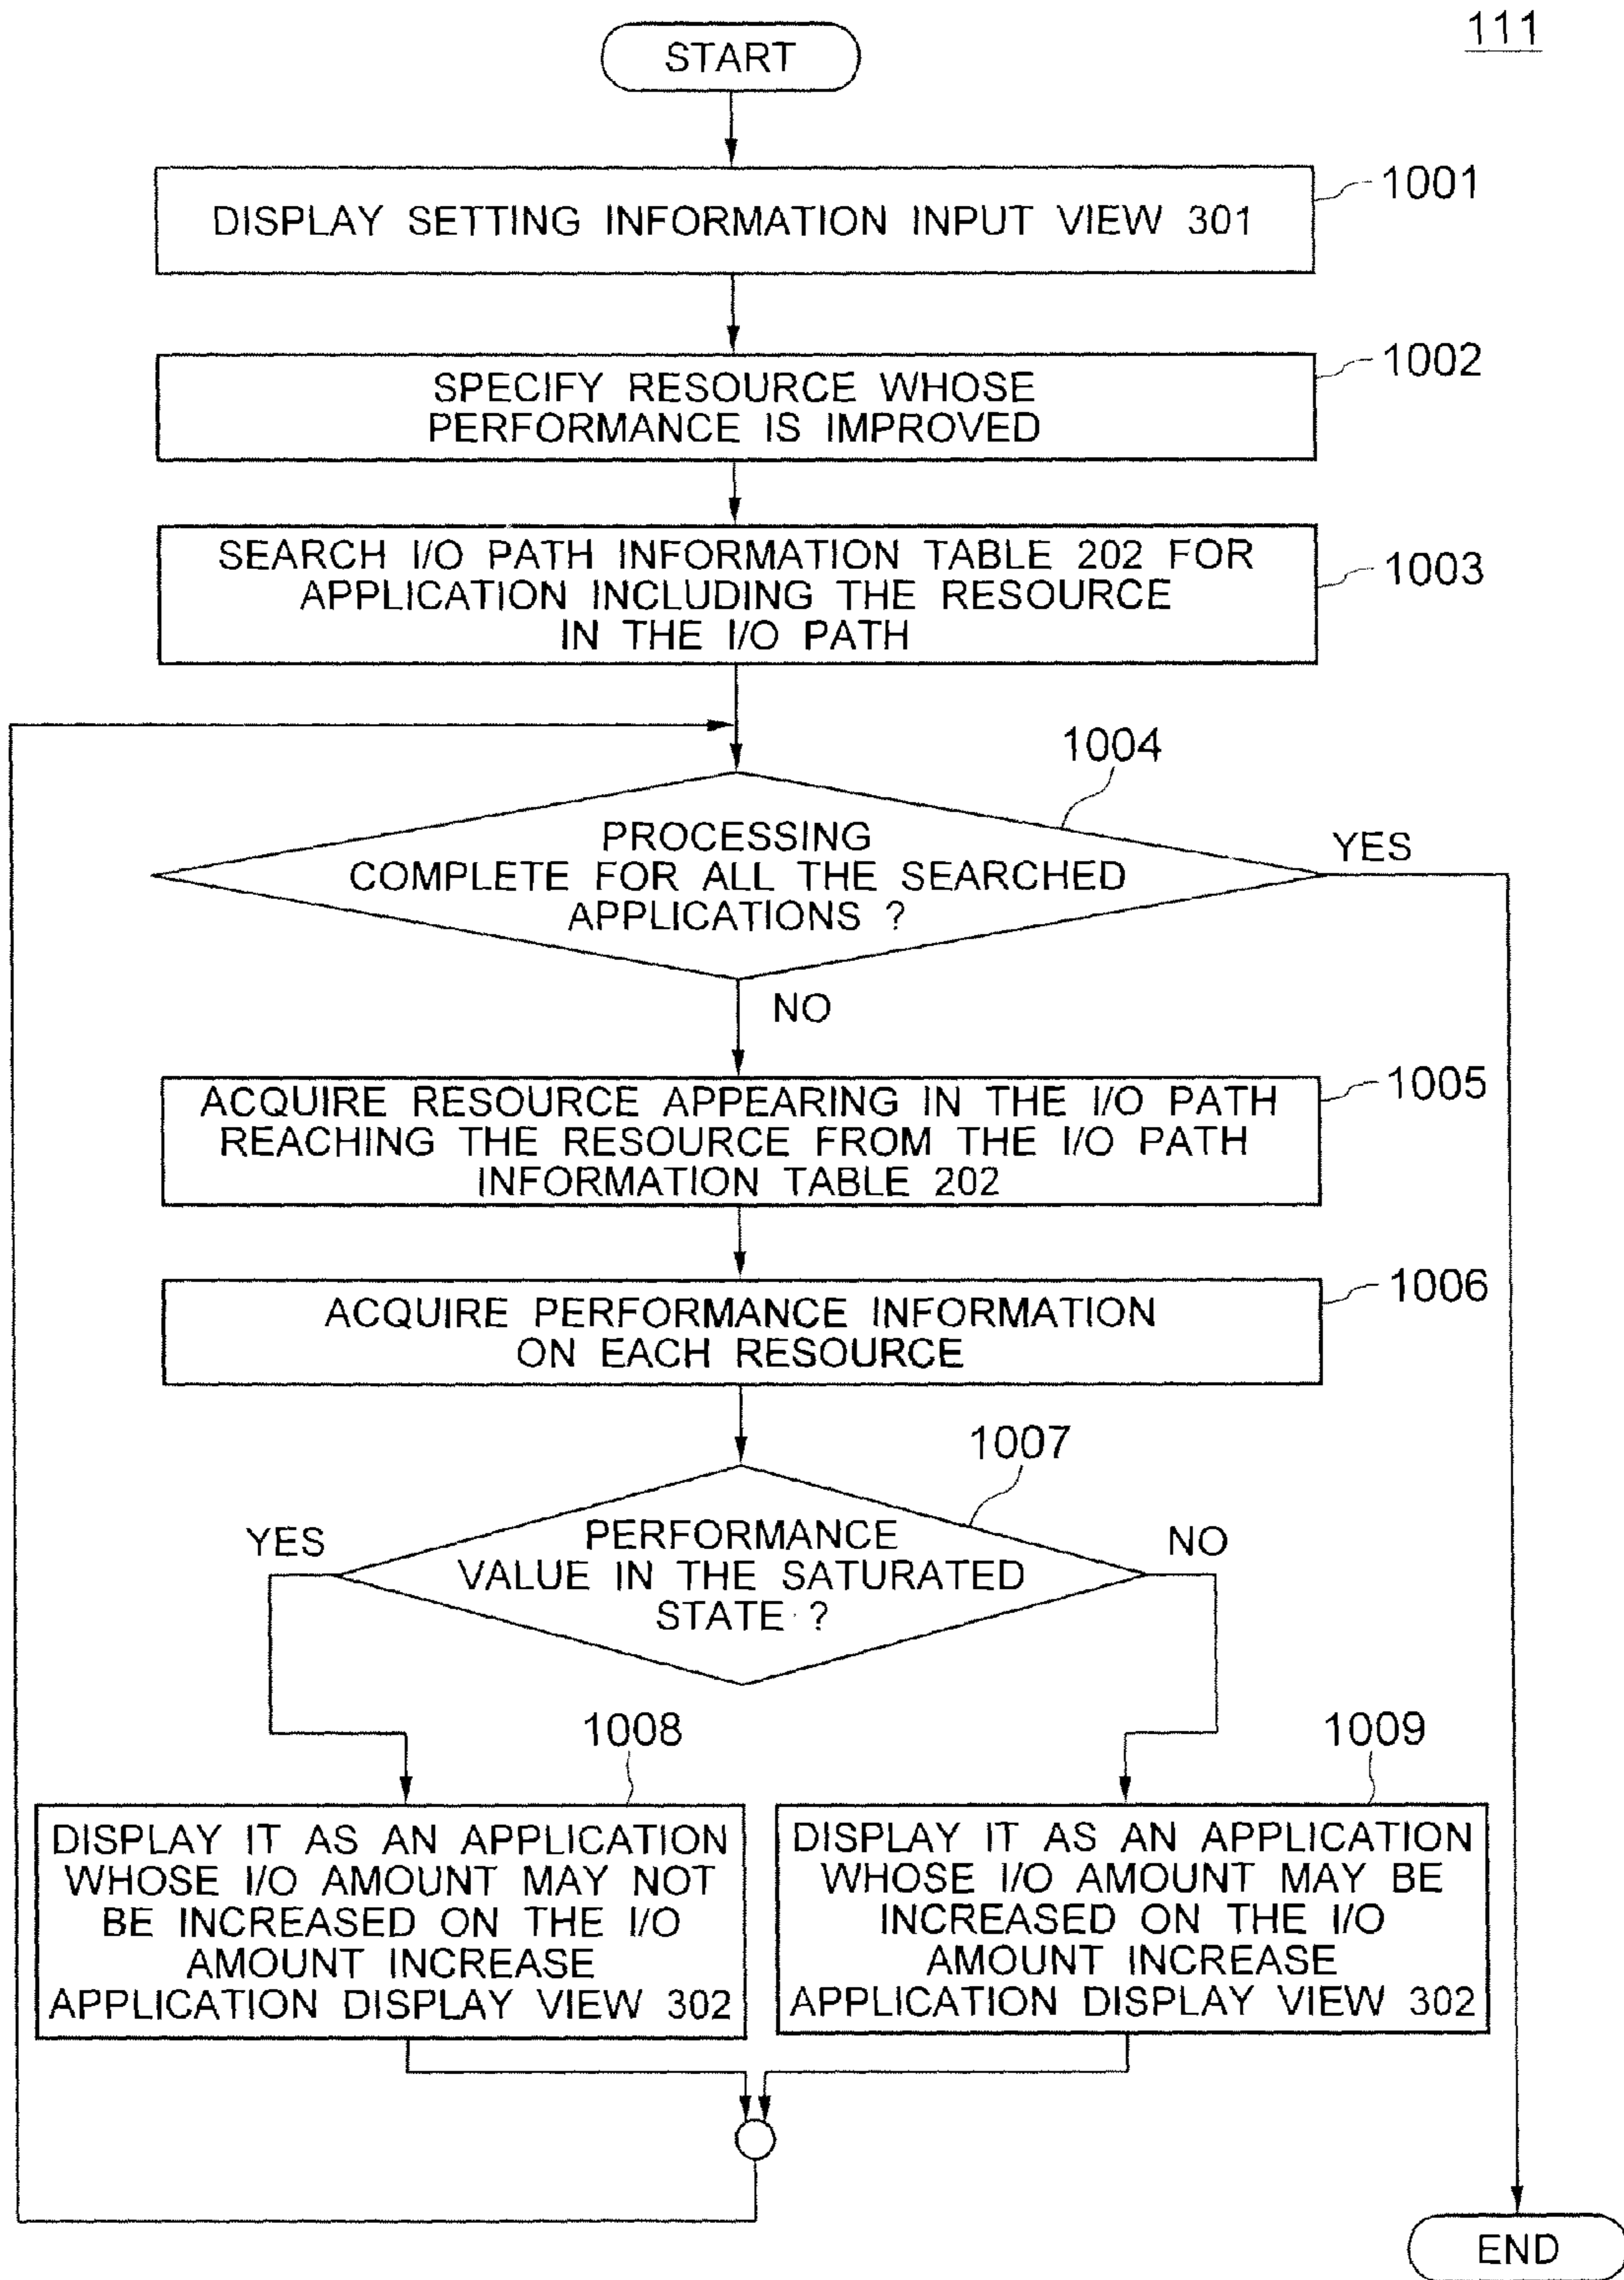 111
START
1001
DISPLAY SETTING INFORMATION INPUT VIEW 301
1002
SPECIFY RESOURCE WHOSE
PERFORMANCE IS IMPROVED
1003
SEARCH I/O PATH INFORMATION TABLE 202 FOR
APPLICATION INCLUDING THE RESOURCE
IN THE I/O PATH
1004
PROCESSING
COMPLETE FOR ALL THE SEARCHED
APPLICATIONS ?
YES
NO
1005
ACQUIRE RESOURCE APPEARING IN THE I/O PATH
REACHING THE RESOURCE FROM THE I/O PATH
INFORMATION TABLE 202
1006
ACQUIRE PERFORMANCE INFORMATION
ON EACH RESOURCE
1007
YES
PERFORMANCE
VALUE IN THE SATURATED
STATE ?
NO
1008
DISPLAY IT AS AN APPLICATION
WHOSE I/O AMOUNT MAY NOT
BE INCREASED ON THE I/O
AMOUNT INCREASE
APPLICATION DISPLAY VIEW 302
1009
DISPLAY IT AS AN APPLICATION
WHOSE I/O AMOUNT MAY BE
INCREASED ON THE I/O
AMOUNT INCREASE
APPLICATION DISPLAY VIEW 302
END